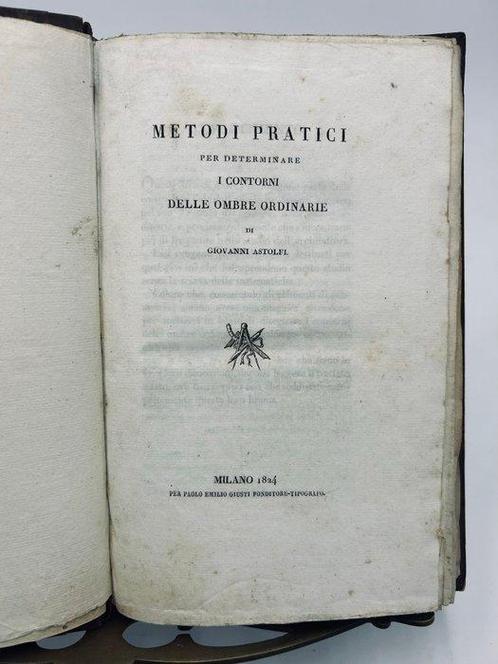 METODI PRATICI
PER DETERMINARE
I CONTORNI
DELLE OMBRE ORDINARIE
DI
GIOVANNI ASTOLFI.
MILANO 1824
PER PAOLO EMILIO GIUSTI FONDITORE-TIPOGRAFO.